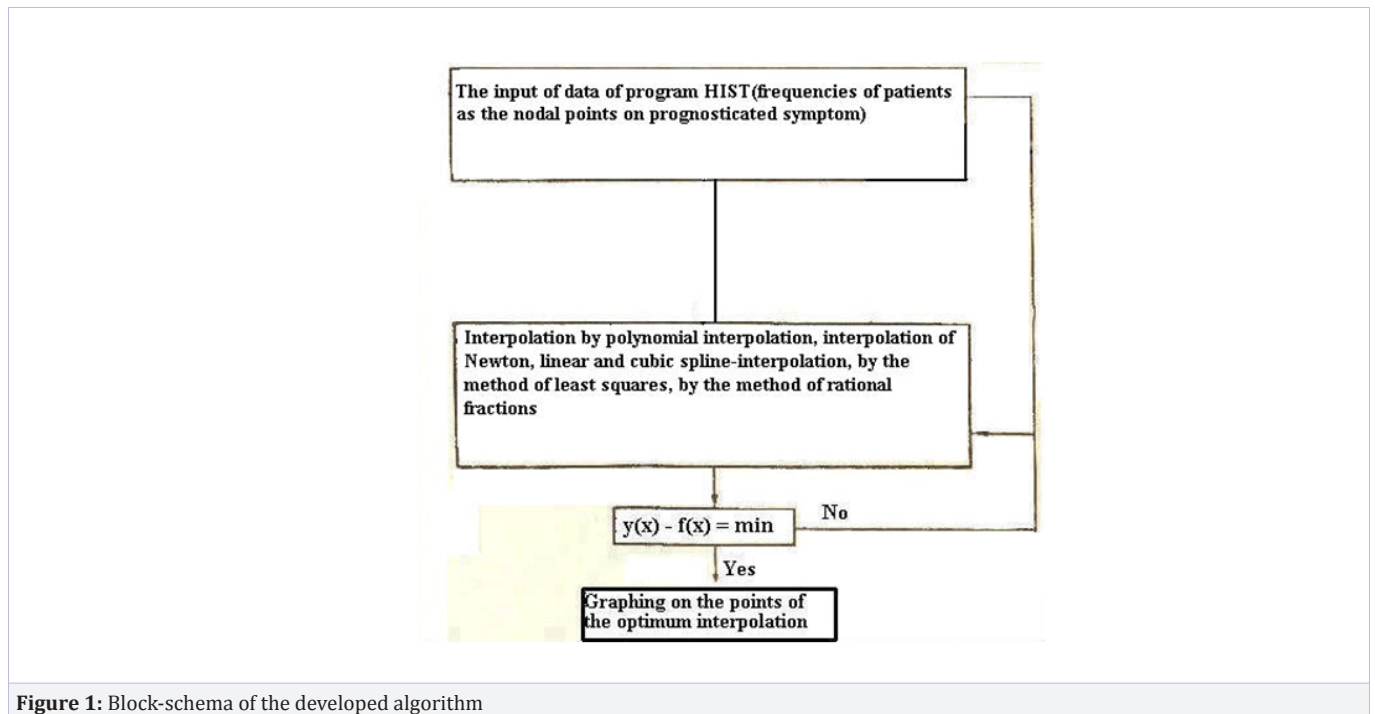 The input of data of program HIST(frequencies of patients
as the nodal points on prognosticated symptom)
Interpolation by polynomial interpolation, interpolation of
Newton, linear and cubic spline-interpolation, by the
method of least squares, by the method of rational
fractions
y(x) - f(x) = min
No
Yes
Graphing on the points of
the optimum interpolation
Figure 1: Block-schema of the developed algorithm